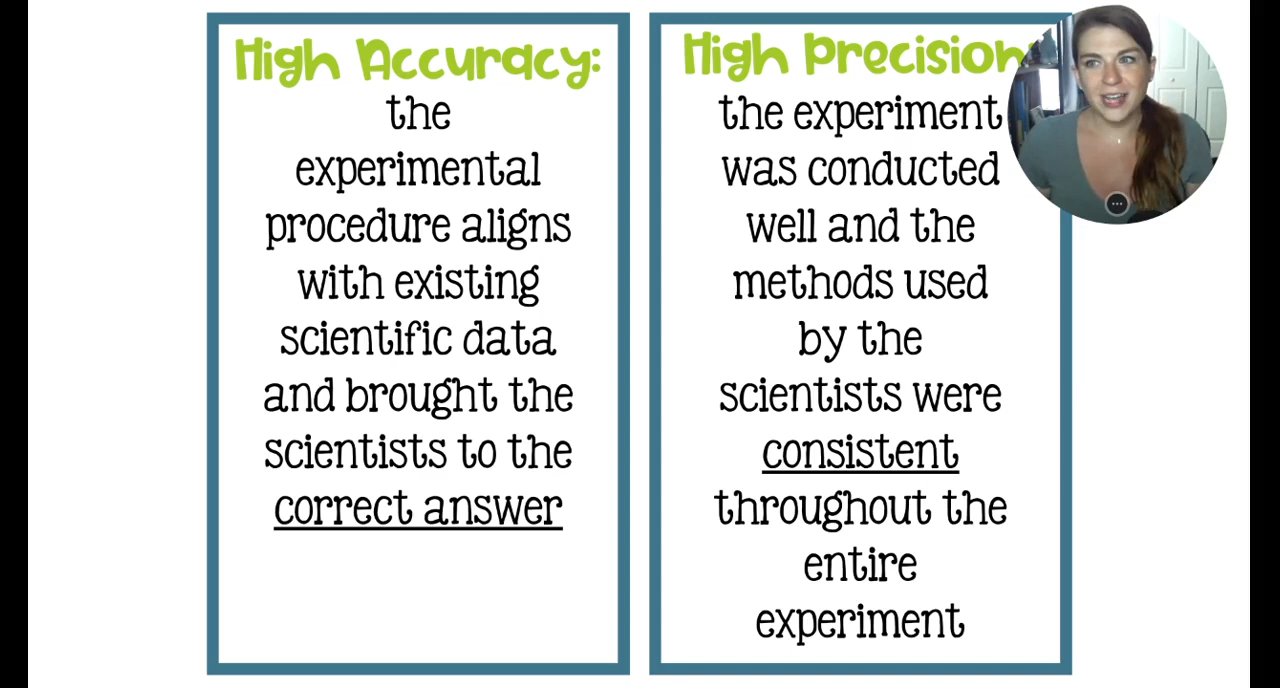 High Accuracy:
the
experimental
procedure aligns
with existing
scientific data
and brought the
scientists to the
correct answer
High Precision:
the experiment
was conducted
well and the
methods used
by the
scientists were
consistent
throughout the
entire
experiment